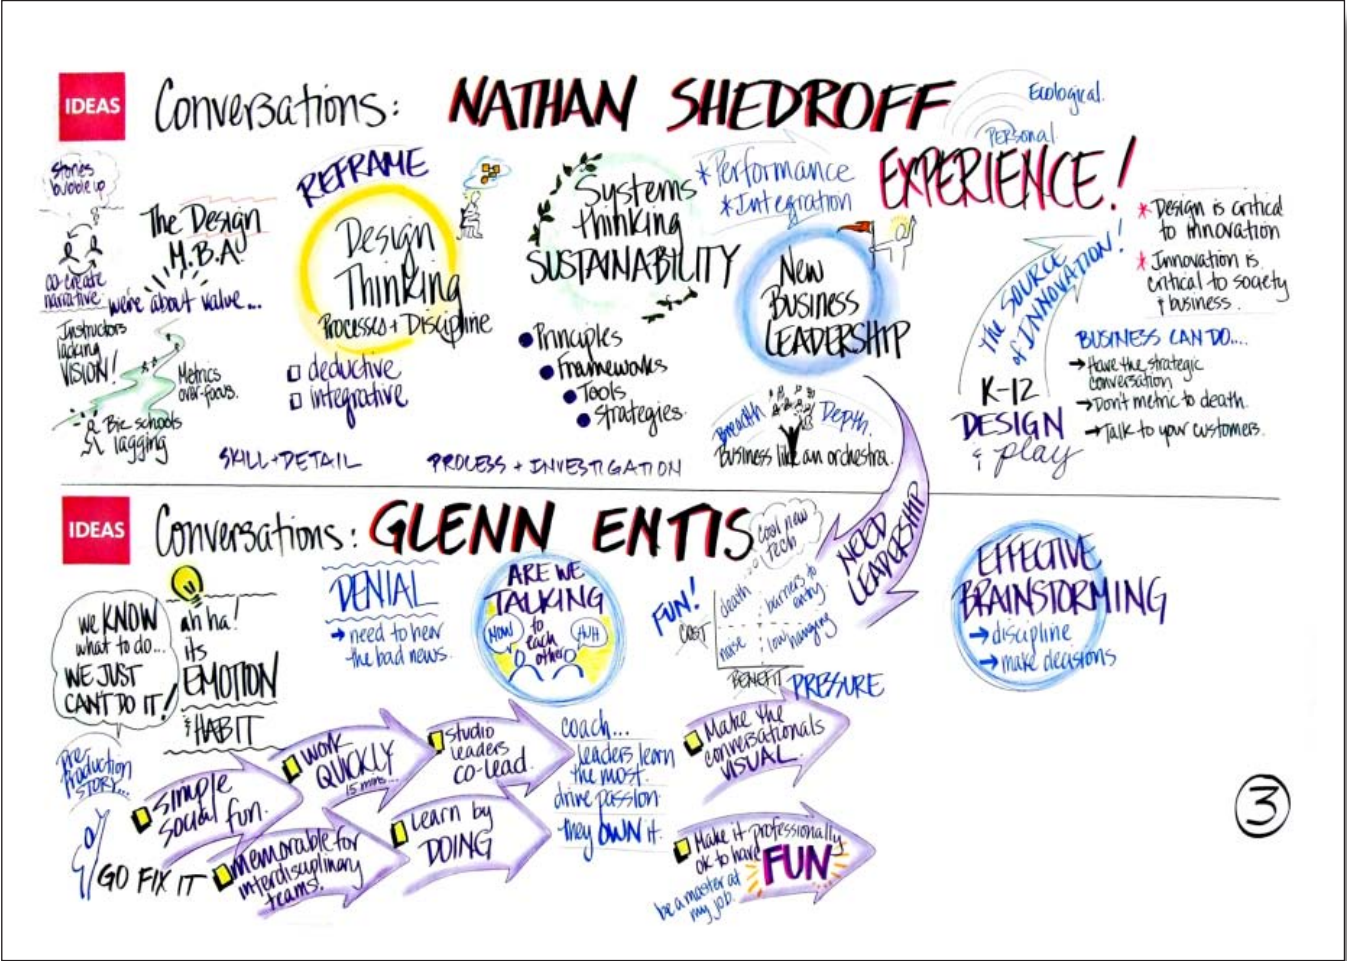 IDEAS
Conversations: NATHAN SHEDROFF
Ecological.
Personal
EXPERIENCE!
Stories
bubble up
co-create
narrative
The Design
M.B.A.
we're about value...
Instructors
lacking
VISION!
Metrics
over-focus.
Biz schools
lagging
REFRAME
Design
Thinking
Processes + Discipline
deductive
integrative
SKILL + DETAIL
Systems
thinking
SUSTAINABILITY
Principles
Frameworks
Tools
Strategies.
PROCESS + INVESTIGATION
* Performance
* Integration
New
Business
LEADERSHIP
Breadth
Depth.
Business like an orchestra.
NEED
LEADERSHIP
THE SOURCE
of INNOVATION!
K-12
DESIGN
& play
* Design is critical
to innovation
* Innovation is
critical to society
& business.
BUSINESS CAN DO....
→ Have the strategic
conversation
→ Don't metric to death.
→ Talk to your customers.
IDEAS
Conversations: GLENN ENTIS
we KNOW
what to do...
WE JUST
CAN'T DO IT!
ah ha!
its
EMOTION
& HABIT
DENIAL
→ need to hear
the bad news.
ARE WE
TALKING
to
each
other
WOW
HUH
FUN!
cool new
tech
COST
death
barriers to
entry
noise
low hanging
BENEFIT
PRESSURE
EFFECTIVE
BRAINSTORMING
→ discipline
→ make decisions
Pre
Production
STORY...
GO FIX IT
simple
social fun.
WORK
QUICKLY
15 mins...
studio
leaders
co-lead.
memorable for
interdisciplinary
teams!
Learn by
DOING
coach...
leaders learn
the most.
drive passion
they OWN it.
Make the
conversationals
VISUAL.
Make it professionally
ok to have
FUN
be a master at
my job.
3